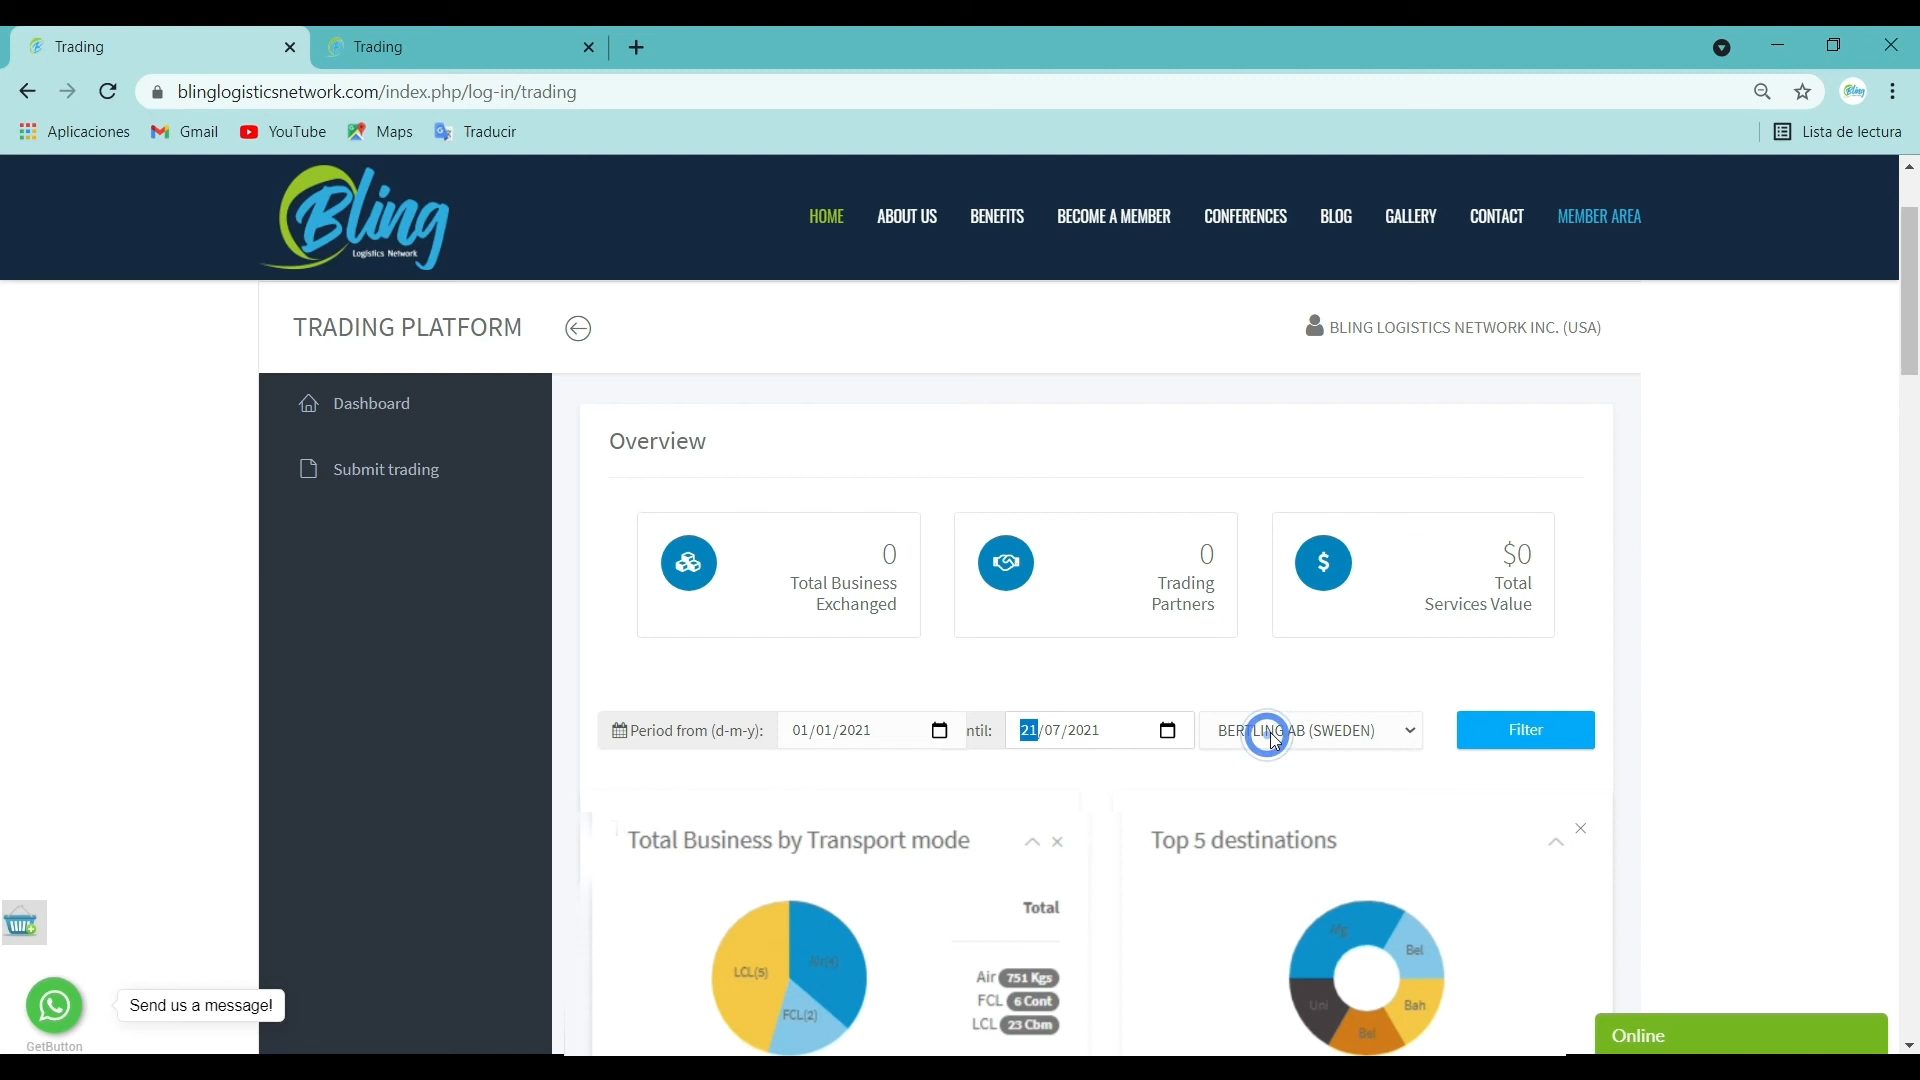 Trading
Trading
blinglogisticsnetwork.com/index.php/log-in/trading
Aplicaciones
Gmail
YouTube
Maps
Traducir
Lista de lectura
Bling
Logistics Network
HOME
ABOUT US
BENEFITS
BECOME A MEMBER
CONFERENCES
BLOG
GALLERY
CONTACT
MEMBER AREA
TRADING PLATFORM
BLING LOGISTICS NETWORK INC. (USA)
Dashboard
Submit trading
Overview
0
Total Business
Exchanged
0
Trading
Partners
$0
Total
Services Value
Period from (d-m-y):
01/01/2021
ntil:
21/07/2021
BERTLING AB (SWEDEN)
Filter
Total Business by Transport mode
Total
Air 751 Kgs
FCL 6 Cont
LCL 23 Cbm
LCL(5)
Air(4)
FCL(2)
Top 5 destinations
Bel
Bah
Bel
Uni
Send us a message!
GetButton
Online